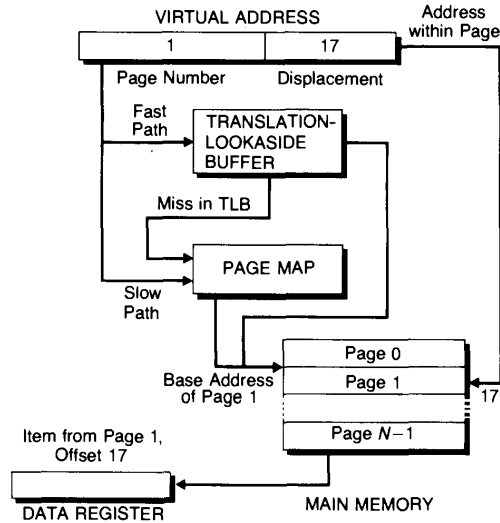 VIRTUAL ADDRESS
Address
within Page
1
17
Page Number
Displacement
Fast
Path
TRANSLATION-
LOOKASIDE
BUFFER
Miss in TLB
PAGE MAP
Slow
Path
Base Address
of Page 1
Page 0
Page 1
17
Page N–1
Item from Page 1,
Offset 17
DATA REGISTER
MAIN MEMORY